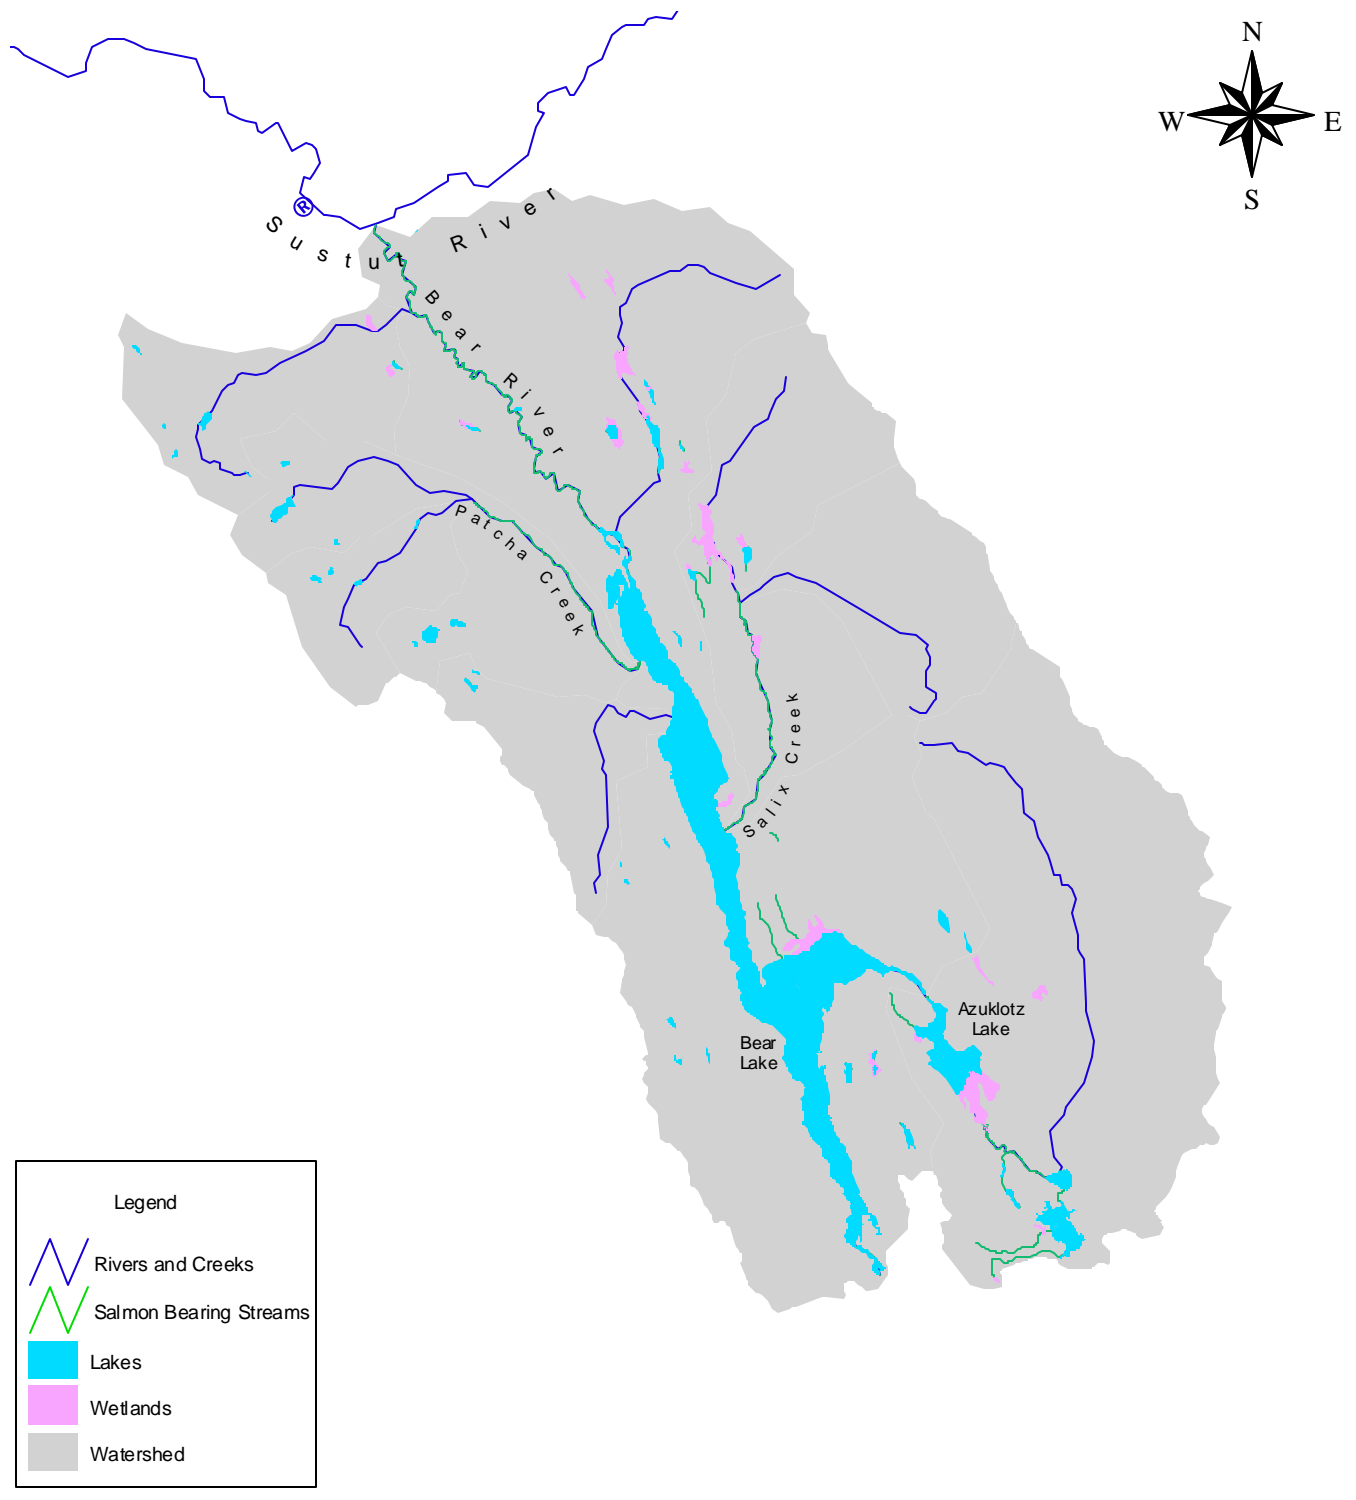 N
W E
S
®
Sustut River
Bear River
Patcha Creek
Salix Creek
Azuklotz
Lake
Bear
Lake
Legend
Rivers and Creeks
Salmon Bearing Streams
Lakes
Wetlands
Watershed